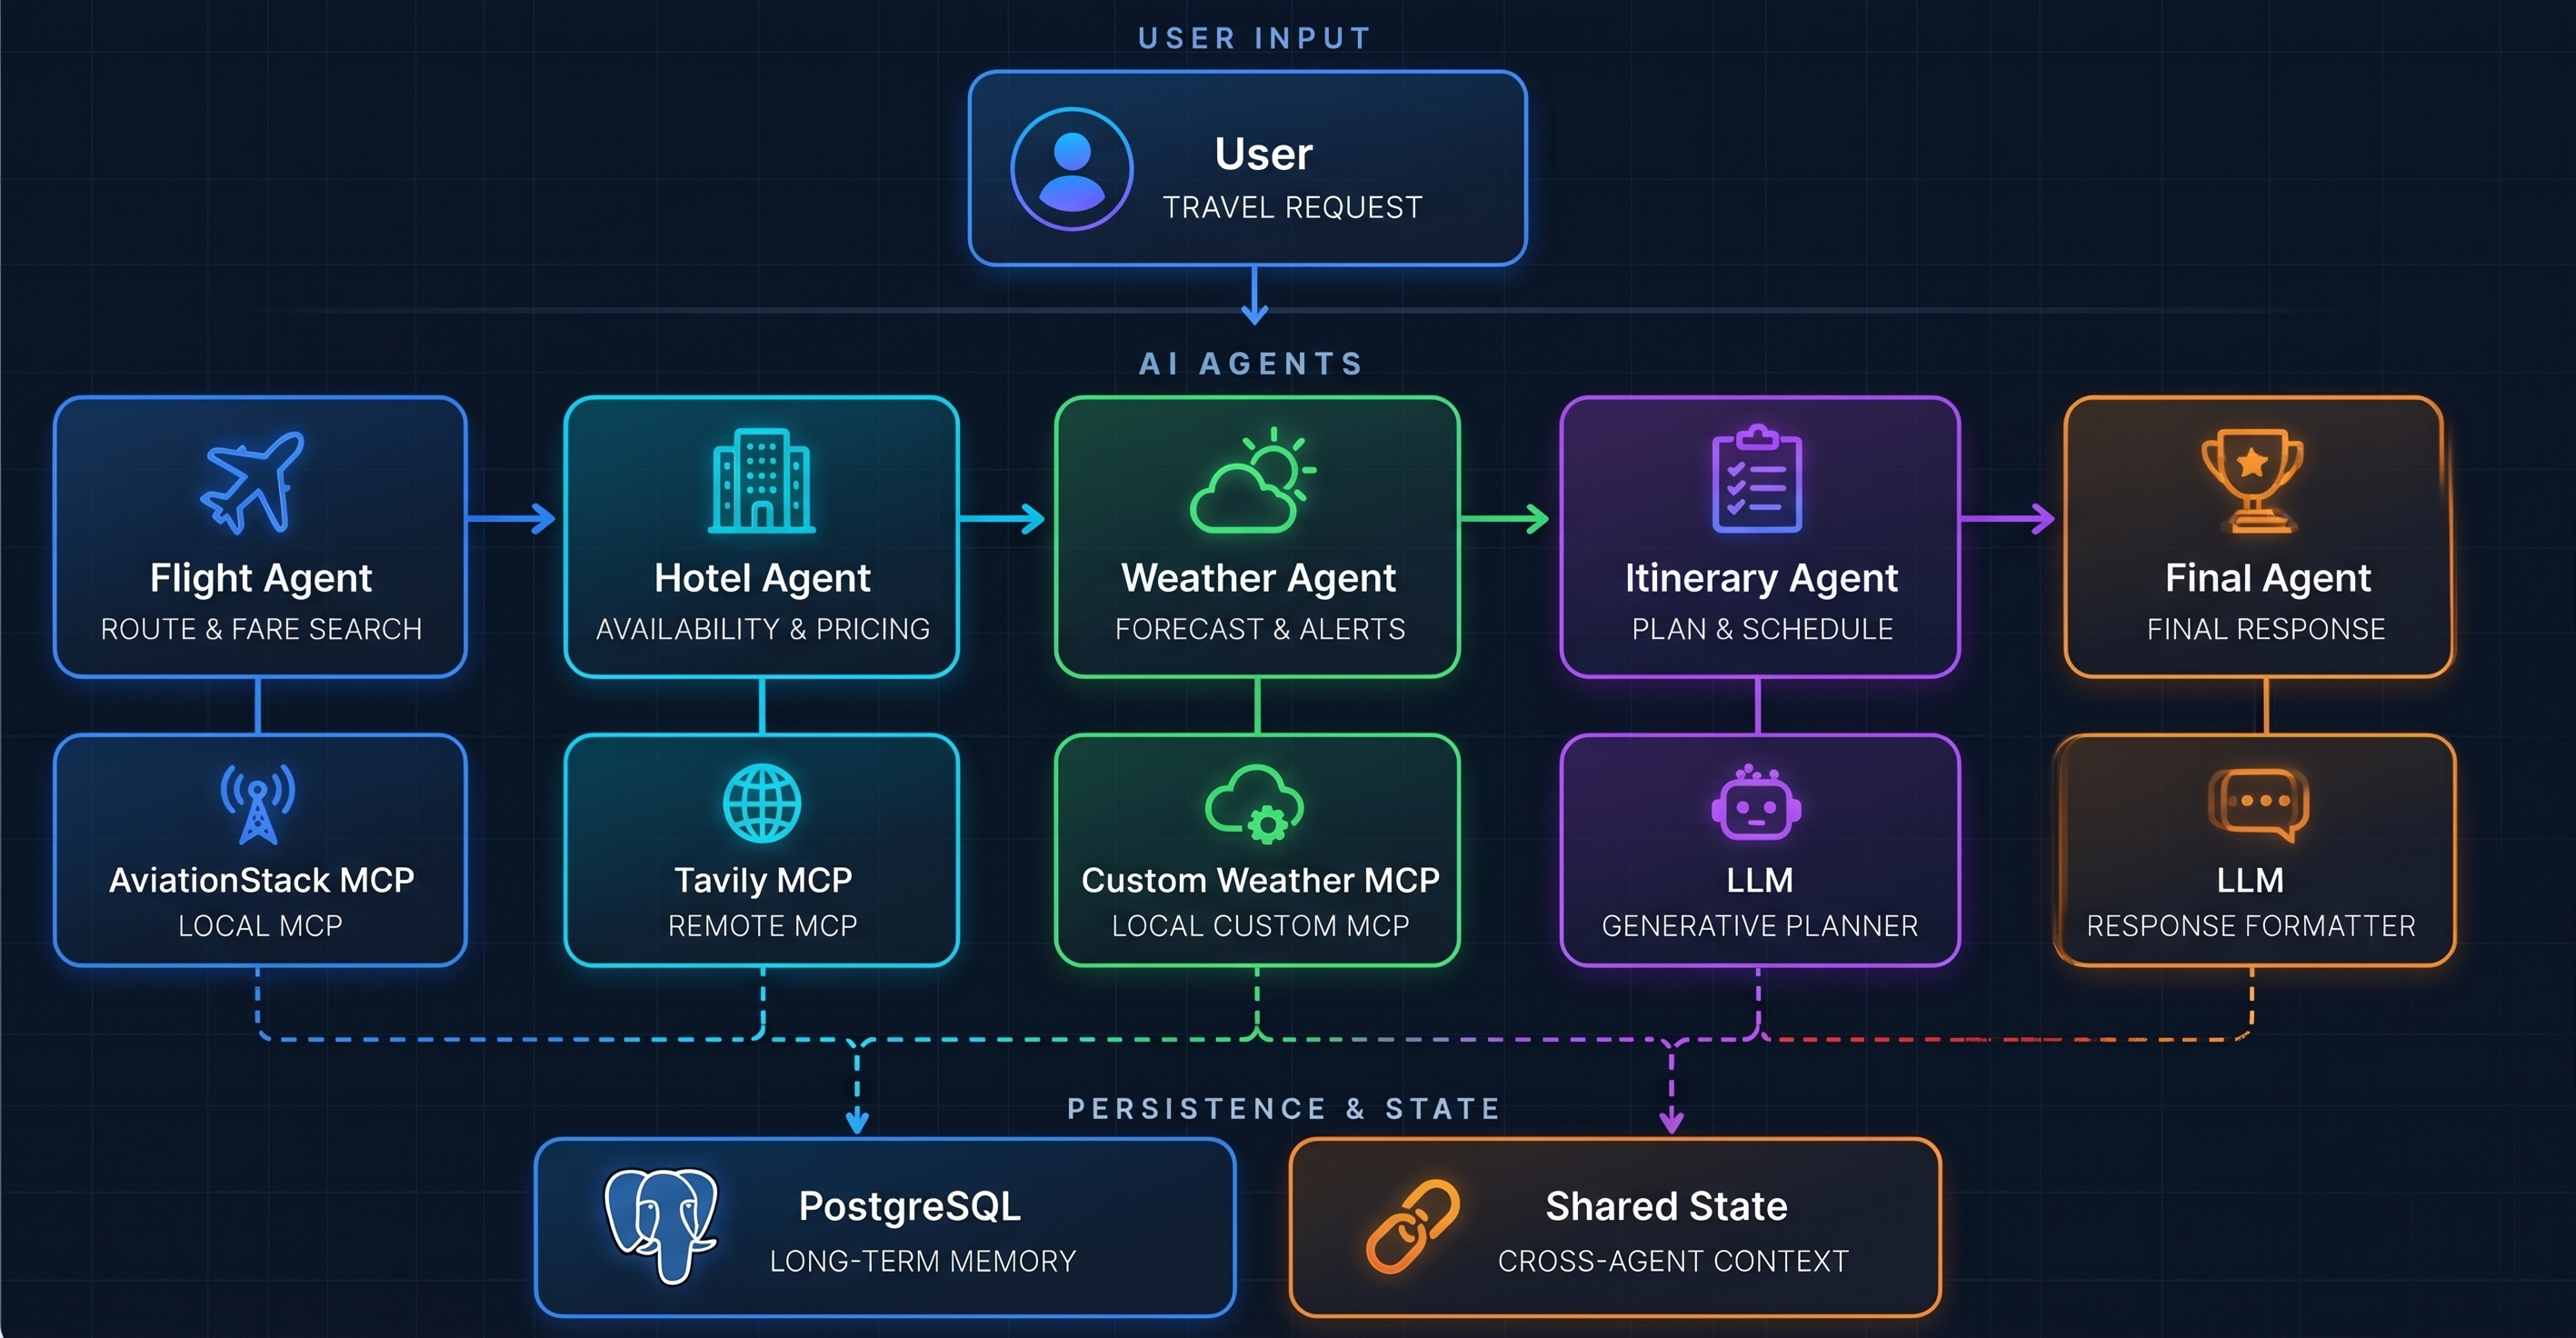 USER INPUT
User
TRAVEL REQUEST
AI AGENTS
Flight Agent
ROUTE & FARE SEARCH
Hotel Agent
AVAILABILITY & PRICING
Weather Agent
FORECAST & ALERTS
Itinerary Agent
PLAN & SCHEDULE
Final Agent
FINAL RESPONSE
AviationStack MCP
LOCAL MCP
Tavily MCP
REMOTE MCP
Custom Weather MCP
LOCAL CUSTOM MCP
LLM
GENERATIVE PLANNER
LLM
RESPONSE FORMATTER
PERSISTENCE & STATE
PostgreSQL
LONG-TERM MEMORY
Shared State
CROSS-AGENT CONTEXT